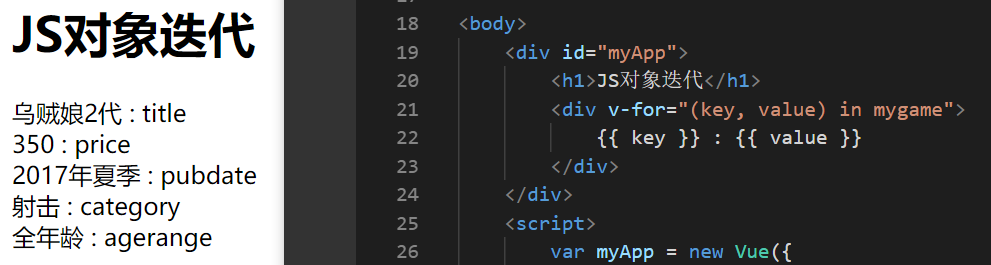 JS对象迭代
乌贼娘2代 : title
350 : price
2017年夏季 : pubdate
射击 : category
全年龄 : agerange
18 <body>
19 <div id="myApp">
20 <h1>JS对象迭代</h1>
21 <div v-for="(key, value) in mygame">
22 {{ key }} : {{ value }}
23 </div>
24 </div>
25 <script>
26 var myApp = new Vue({